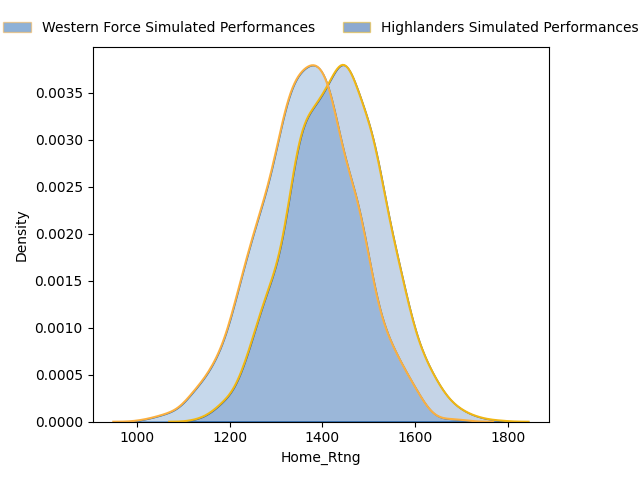 Western Force Simulated Performances
Highlanders Simulated Performances
0.0035
0.0030
0.0025
0.0020
0.0015
0.0010
0.0005
0.0000
Density
1000 1200 1400 1600 1800
Home_Rtng